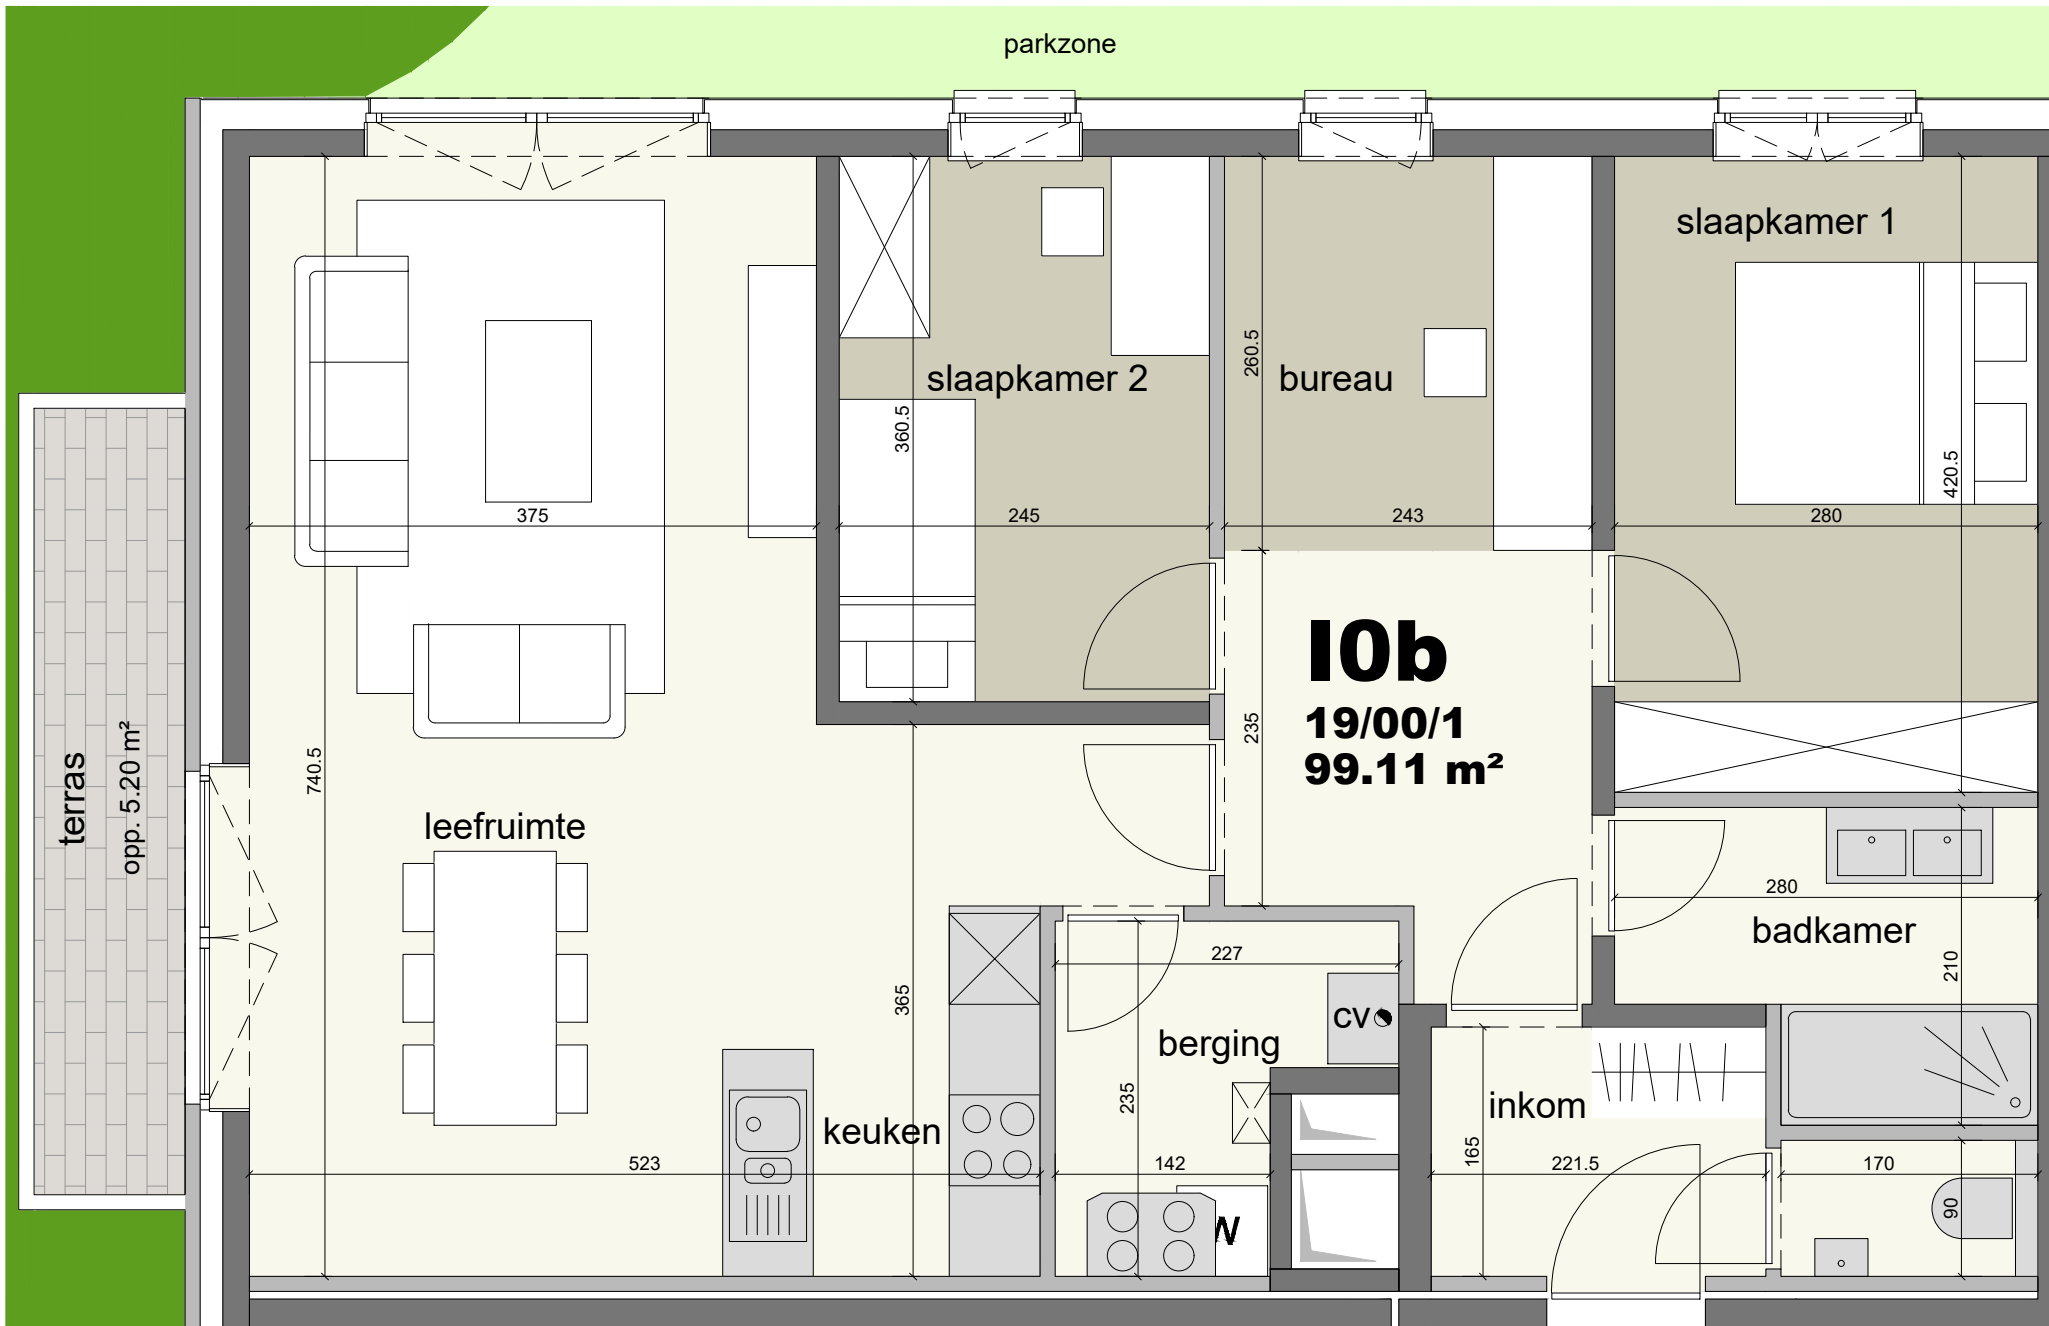 parkzone
slaapkamer 1
slaapkamer 2
bureau
260.5
360.5
420.5
375
245
243
280
I0b
19/00/1
99.11 m²
235
740.5
terras
opp. 5.20 m²
leefruimte
280
badkamer
227
210
365
CV
berging
235
inkom
keuken
165
523
142
221.5
170
90
W